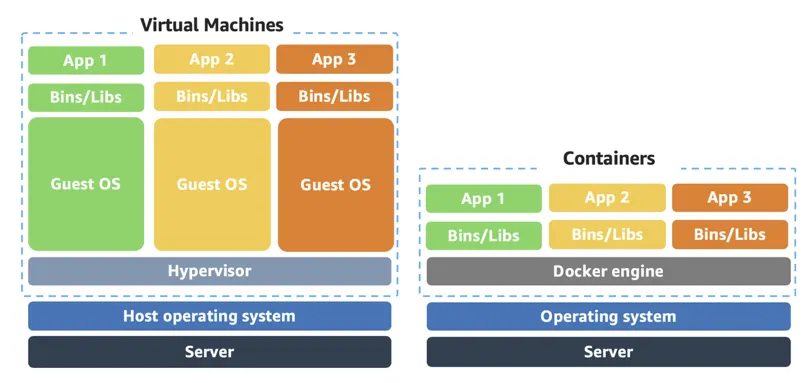 Virtual Machines
App 1
App 2
App 3
Bins/Libs
Bins/Libs
Bins/Libs
Guest OS
Guest OS
Guest OS
Hypervisor
Host operating system
Server
Containers
App 1
App 2
App 3
Bins/Libs
Bins/Libs
Bins/Libs
Docker engine
Operating system
Server